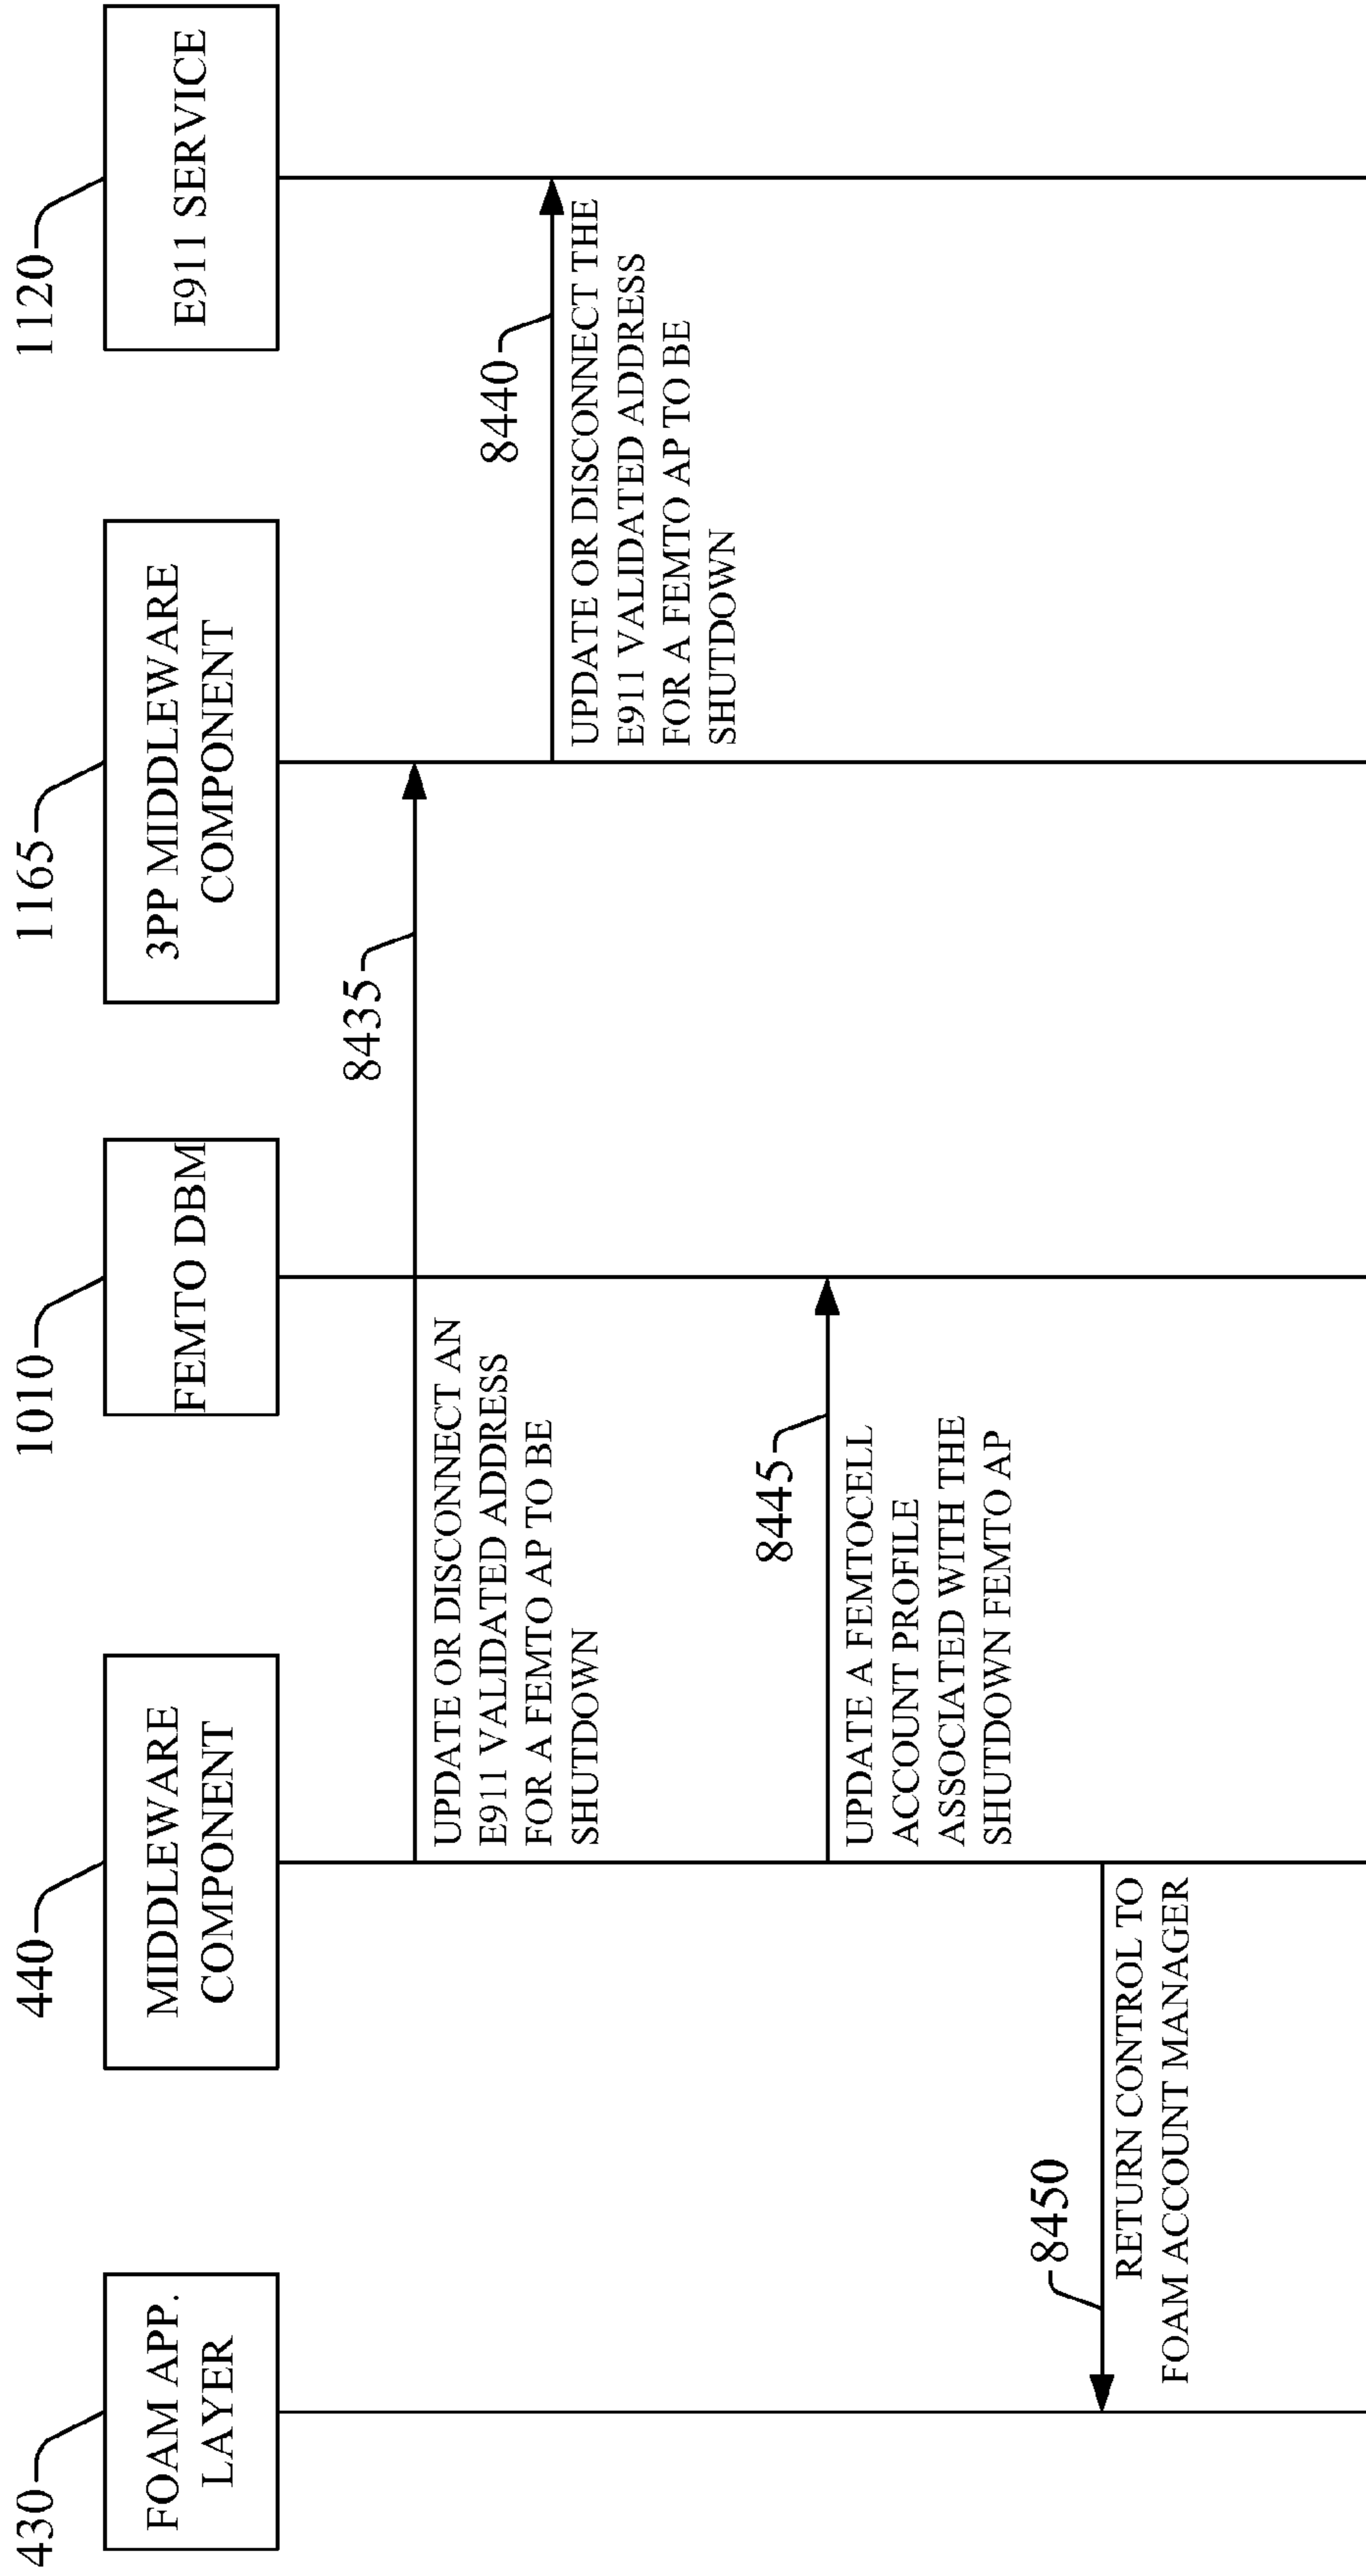 430
FOAM APP.
LAYER
440
MIDDLEWARE
COMPONENT
1010
FEMTO DBM
1165
3PP MIDDLEWARE
COMPONENT
1120
E911 SERVICE
8435
UPDATE OR DISCONNECT AN
E911 VALIDATED ADDRESS
FOR A FEMTO AP TO BE
SHUTDOWN
8440
UPDATE OR DISCONNECT THE
E911 VALIDATED ADDRESS
FOR A FEMTO AP TO BE
SHUTDOWN
8445
UPDATE A FEMTOCELL
ACCOUNT PROFILE
ASSOCIATED WITH THE
SHUTDOWN FEMTO AP
8450
RETURN CONTROL TO
FOAM ACCOUNT MANAGER